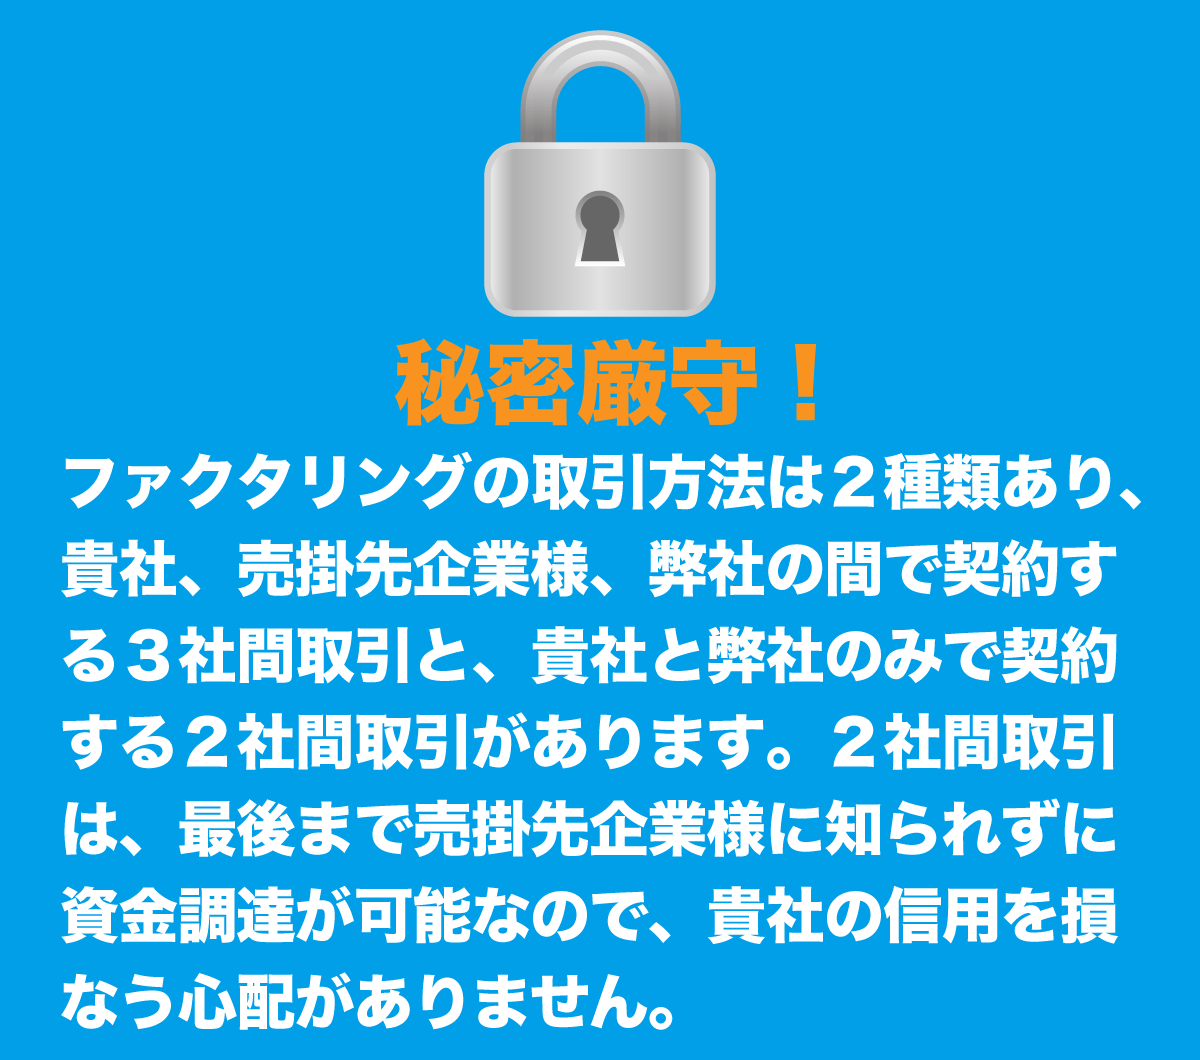 秘密厳守！
ファクタリングの取引方法は２種類あり、
貴社、売掛先企業様、弊社の間で契約す
る３社間取引と、貴社と弊社のみで契約
する２社間取引があります。２社間取引
は、最後まで売掛先企業様に知られずに
資金調達が可能なので、貴社の信用を損
なう心配がありません。